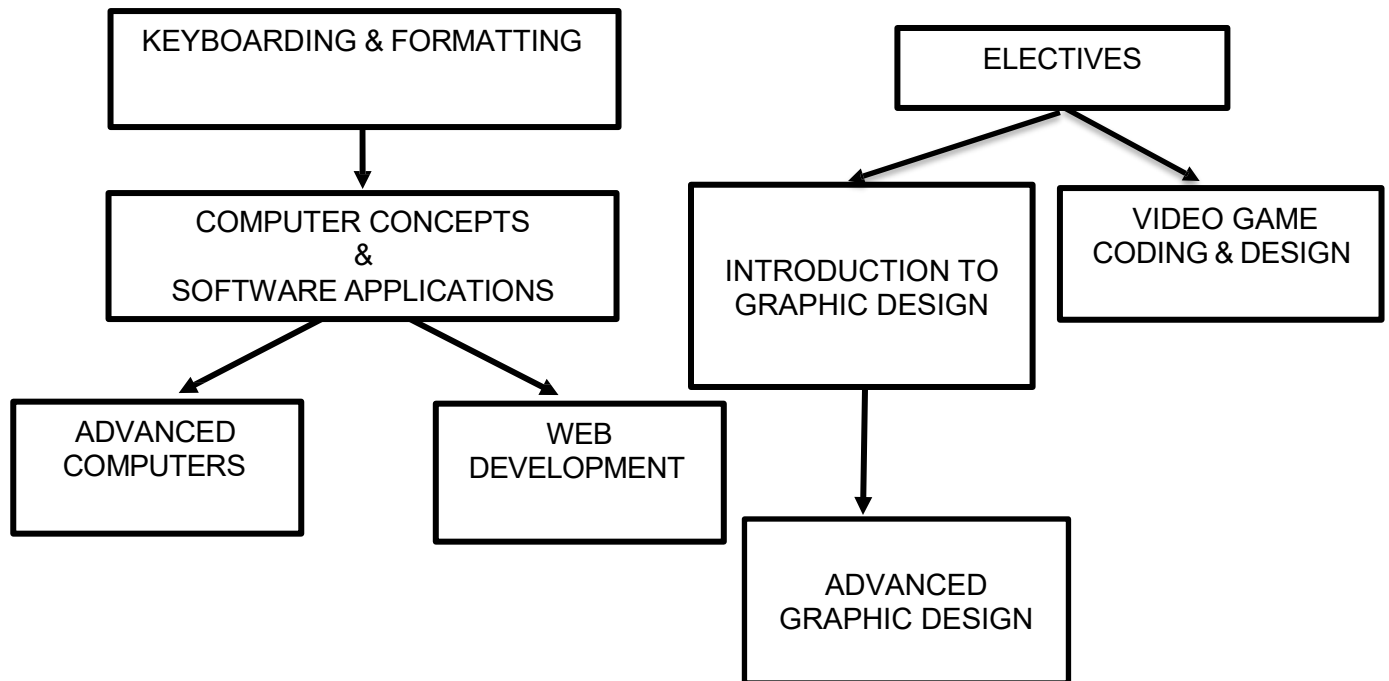 KEYBOARDING & FORMATTING
ELECTIVES
COMPUTER CONCEPTS
&
SOFTWARE APPLICATIONS
INTRODUCTION TO
GRAPHIC DESIGN
VIDEO GAME
CODING & DESIGN
ADVANCED
COMPUTERS
WEB
DEVELOPMENT
ADVANCED
GRAPHIC DESIGN